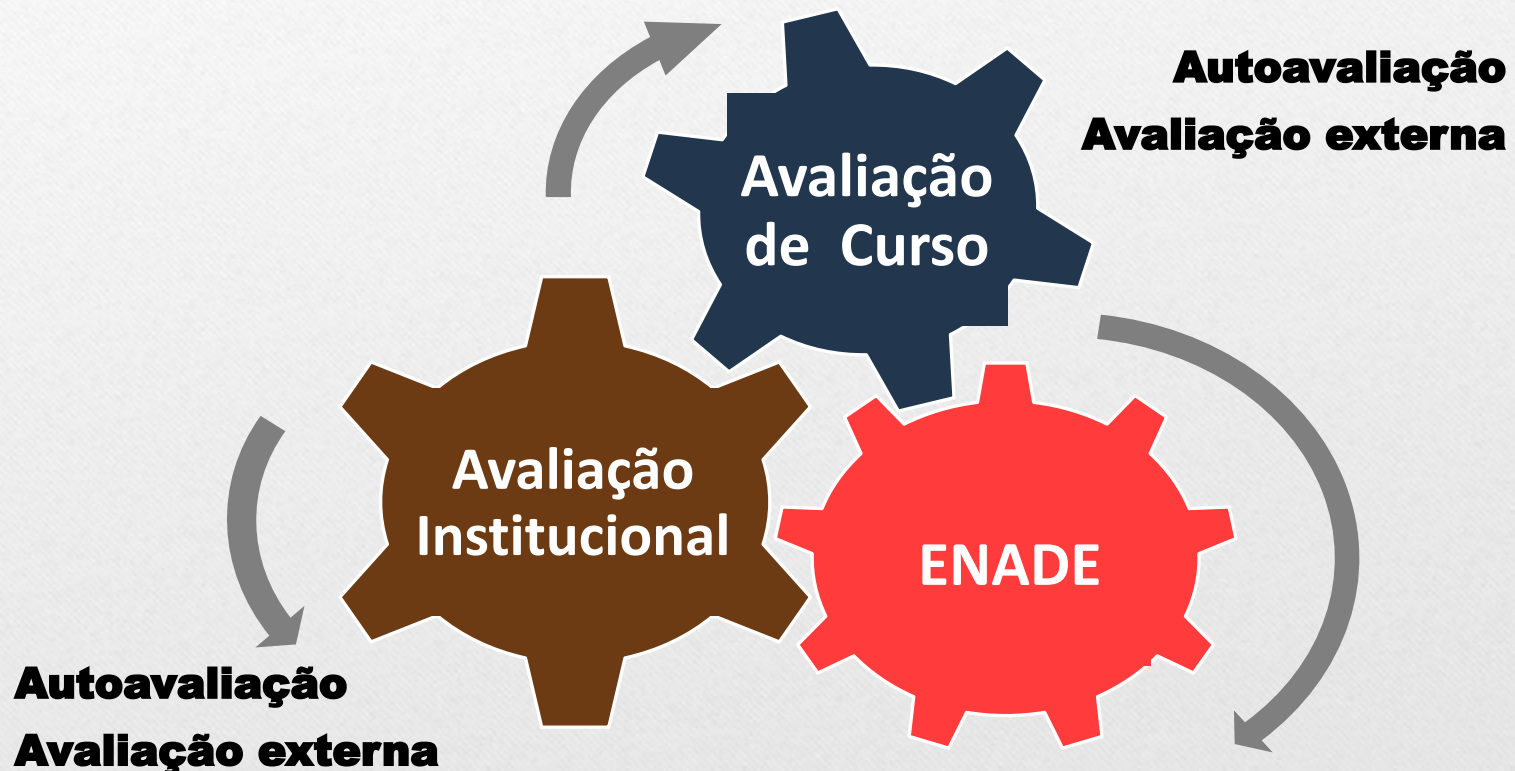 Autoavaliação
Avaliação externa
Avaliação
de Curso
Avaliação
Institucional
ENADE
Autoavaliação
Avaliação externa